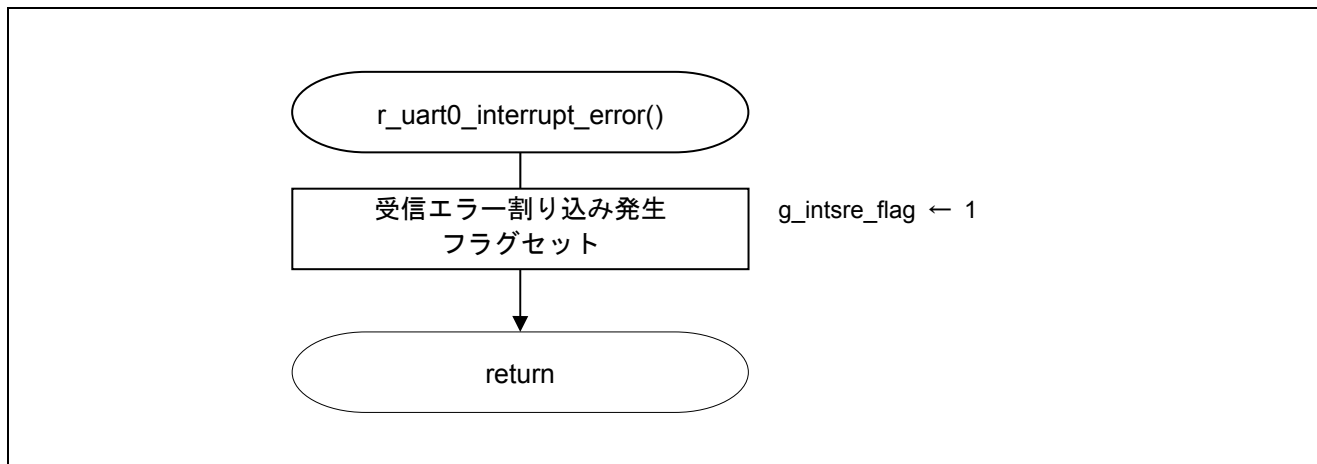 r_uart0_interrupt_error()
受信エラー割り込み発生
フラグセット
g_intsre_flag ← 1
return